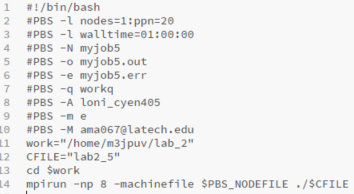 1 #!/bin/bash
2 #PBS -l nodes=1:ppn=20
3 #PBS -l walltime=01:00:00
4 #PBS -N myjob5
5 #PBS -o myjob5.out
6 #PBS -e myjob5.err
7 #PBS -q workq
8 #PBS -A loni_cyen405
9 #PBS -m e
10 #PBS -M ama067@latech.edu
11 work="/home/m3jpuv/lab_2"
12 CFILE="lab2_5"
13 cd $work
14 mpirun -np 8 -machinefile $PBS_NODEFILE ./$CFILE